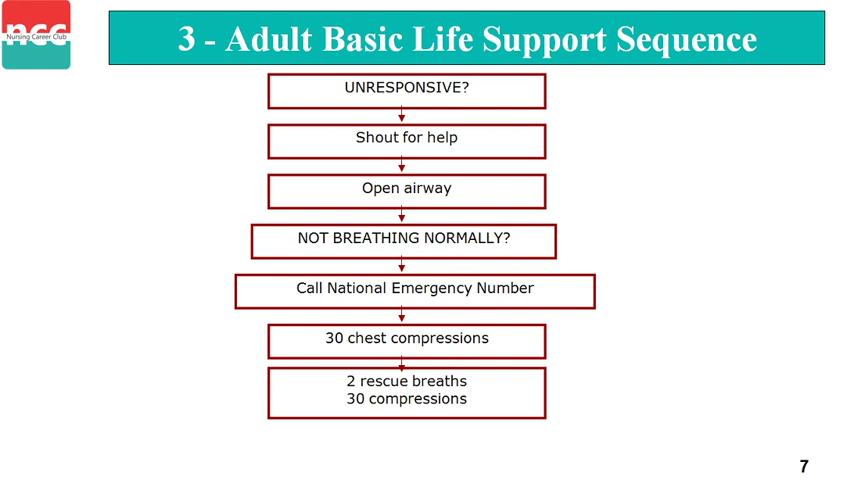 ncc
Nursing Career Club
3 - Adult Basic Life Support Sequence
UNRESPONSIVE?
Shout for help
Open airway
NOT BREATHING NORMALLY?
Call National Emergency Number
30 chest compressions
2 rescue breaths
30 compressions
7